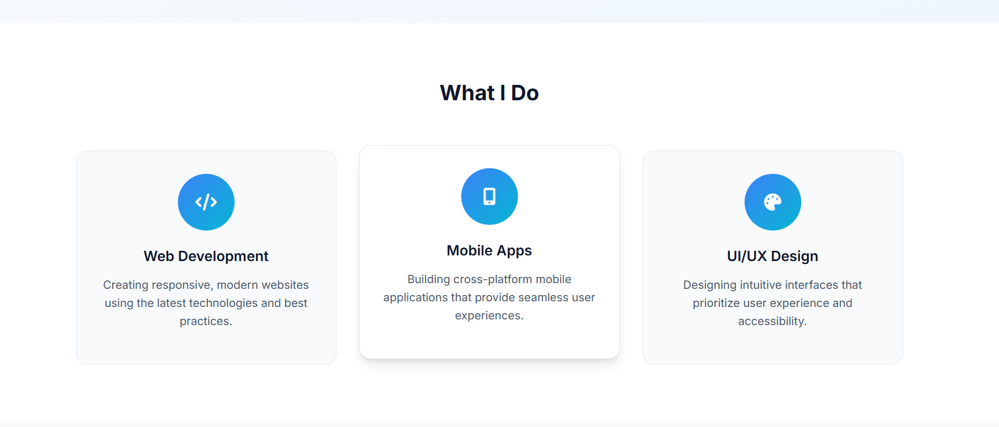 What I Do
Web Development
Creating responsive, modern websites
using the latest technologies and best
practices.
Mobile Apps
Building cross-platform mobile
applications that provide seamless user
experiences.
UI/UX Design
Designing intuitive interfaces that
prioritize user experience and
accessibility.